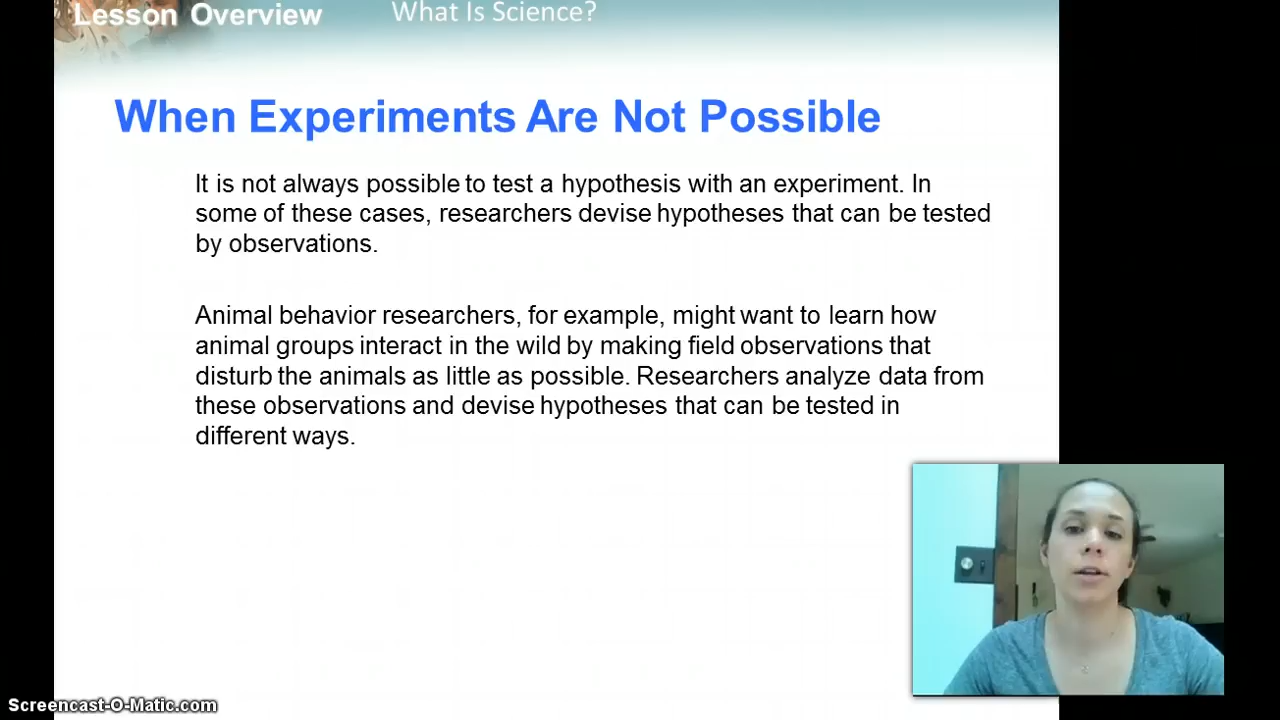 Lesson Overview What Is Science?
When Experiments Are Not Possible
It is not always possible to test a hypothesis with an experiment. In
some of these cases, researchers devise hypotheses that can be tested
by observations.
Animal behavior researchers, for example, might want to learn how
animal groups interact in the wild by making field observations that
disturb the animals as little as possible. Researchers analyze data from
these observations and devise hypotheses that can be tested in
different ways.
Screencast-O-Matic.com